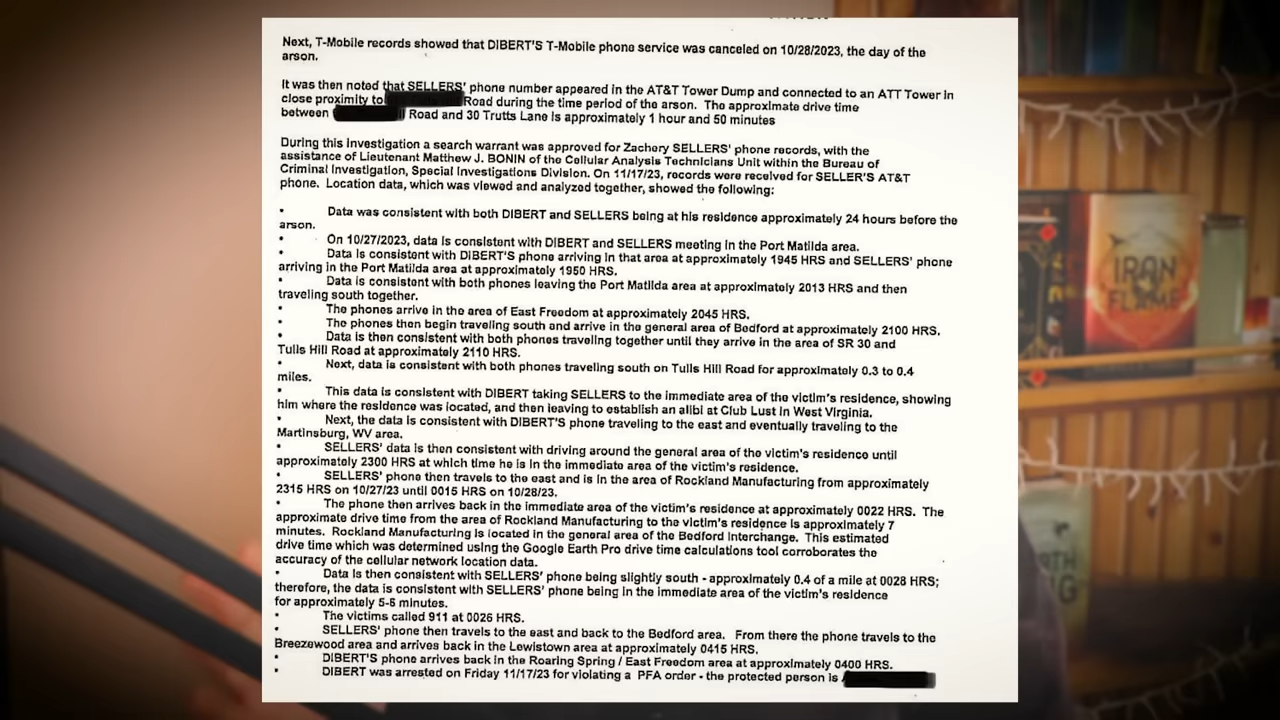 Next, T-Mobile records showed that DIBERT'S T-Mobile phone service was canceled on 10/28/2023, the day of the
arson.
It was then noted that SELLERS' phone number appeared in the AT&T Tower Dump and connected to an ATT Tower in
close proximity to Road during the time period of the arson. The approximate drive time
between Road and 30 Trutts Lane is approximately 1 hour and 50 minutes
During this investigation a search warrant was approved for Zachery SELLERS' phone records, with the
assistance of Lieutenant Matthew J. BONIN of the Cellular Analysis Technicians Unit within the Bureau of
Criminal Investigation, Special Investigations Division. On 11/17/23, records were received for SELLER'S AT&T
phone. Location data, which was viewed and analyzed together, showed the following:
• Data was consistent with both DIBERT and SELLERS being at his residence approximately 24 hours before the
arson.
• On 10/27/2023, data is consistent with DIBERT and SELLERS meeting in the Port Matilda area.
• Data is consistent with DIBERT'S phone arriving in that area at approximately 1945 HRS and SELLERS' phone
arriving in the Port Matilda area at approximately 1950 HRS.
• Data is consistent with both phones leaving the Port Matilda area at approximately 2013 HRS and then
traveling south together.
• The phones arrive in the area of East Freedom at approximately 2045 HRS.
• The phones then begin traveling south and arrive in the general area of Bedford at approximately 2100 HRS.
• Data is then consistent with both phones traveling together until they arrive in the area of SR 30 and
Tulls Hill Road at approximately 2110 HRS.
• Next, data is consistent with both phones traveling south on Tulls Hill Road for approximately 0.3 to 0.4
miles.
• This data is consistent with DIBERT taking SELLERS to the immediate area of the victim's residence, showing
him where the residence was located, and then leaving to establish an alibi at Club Lust in West Virginia.
• Next, the data is consistent with DIBERT'S phone traveling to the east and eventually traveling to the
Martinsburg, WV area.
• SELLERS' data is then consistent with driving around the general area of the victim's residence until
approximately 2300 HRS at which time he is in the immediate area of the victim's residence.
• SELLERS' phone then travels to the east and is in the area of Rockland Manufacturing from approximately
2315 HRS on 10/27/23 until 0015 HRS on 10/28/23.
• The phone then arrives back in the immediate area of the victim's residence at approximately 0022 HRS. The
approximate drive time from the area of Rockland Manufacturing to the victim's residence is approximately 7
minutes. Rockland Manufacturing is located in the general area of the Bedford Interchange. This estimated
drive time which was determined using the Google Earth Pro drive time calculations tool corroborates the
accuracy of the cellular network location data.
• Data is then consistent with SELLERS' phone being slightly south - approximately 0.4 of a mile at 0028 HRS;
therefore, the data is consistent with SELLERS' phone being in the immediate area of the victim's residence
for approximately 5-6 minutes.
• The victims called 911 at 0026 HRS.
• SELLERS' phone then travels to the east and back to the Bedford area. From there the phone travels to the
Breezewood area and arrives back in the Lewistown area at approximately 0415 HRS.
• DIBERT'S phone arrives back in the Roaring Spring / East Freedom area at approximately 0400 HRS.
• DIBERT was arrested on Friday 11/17/23 for violating a PFA order - the protected person is
IRON
FLAME